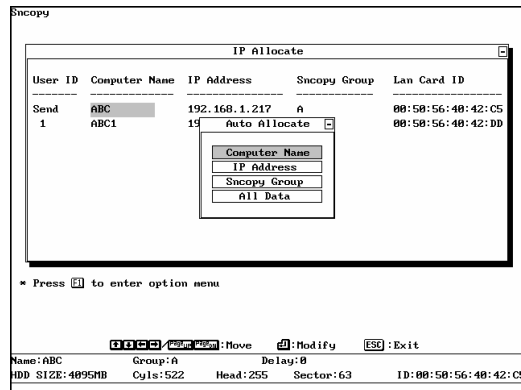 Sncopy
IP Allocate
User ID Computer Name IP Address Sncopy Group Lan Card ID
Send ABC 192.168.1.217 A 00:50:56:40:42:C5
1 ABC1 19 00:50:56:40:42:DD
Auto Allocate
Computer Name
IP Address
Sncopy Group
All Data
* Press F1 to enter option menu
↑↓←→/PageUp PageDn:Move ↵:Modify ESC:Exit
Name:ABC Group:A Delay:0
HDD SIZE:4095MB Cyls:522 Head:255 Sector:63 ID:00:50:56:40:42:C5